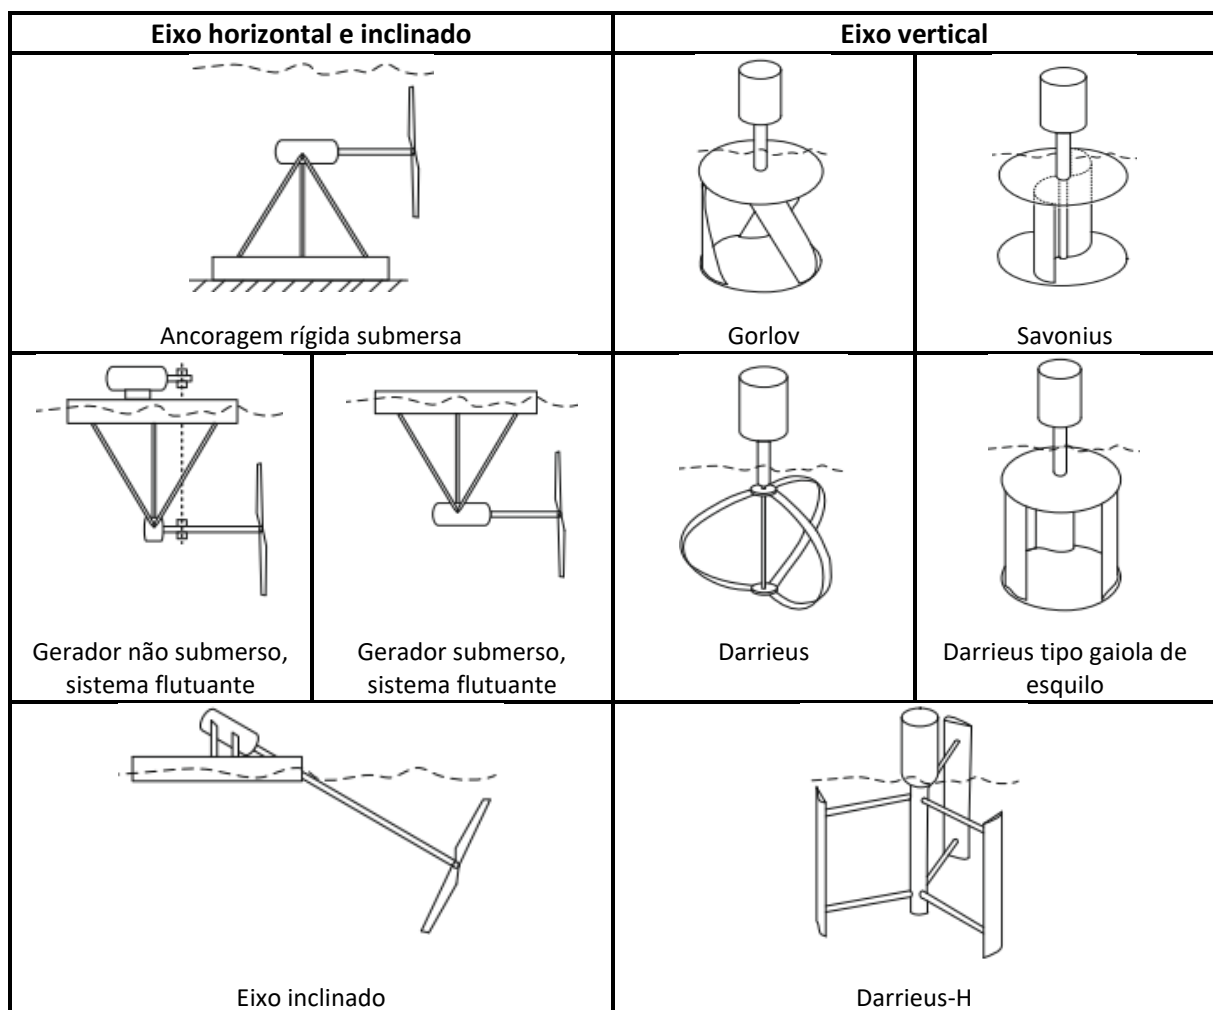 Eixo horizontal e inclinado
Eixo vertical
Ancoragem rígida submersa
Gorlov
Savonius
Gerador não submerso,
sistema flutuante
Gerador submerso,
sistema flutuante
Darrieus
Darrieus tipo gaiola de
esquilo
Eixo inclinado
Darrieus-H